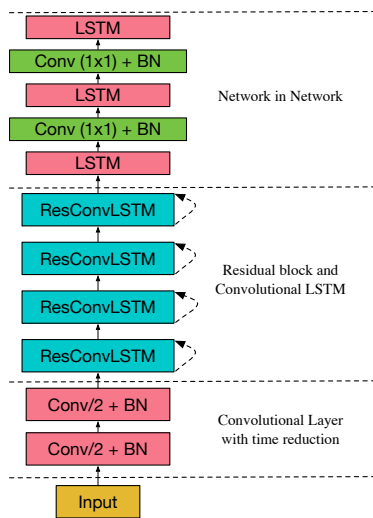 LSTM
Conv (1x1) + BN
LSTM
Network in Network
Conv (1x1) + BN
LSTM
ResConvLSTM
ResConvLSTM
Residual block and
Convolutional LSTM
ResConvLSTM
ResConvLSTM
Conv/2 + BN
Convolutional Layer
with time reduction
Conv/2 + BN
Input